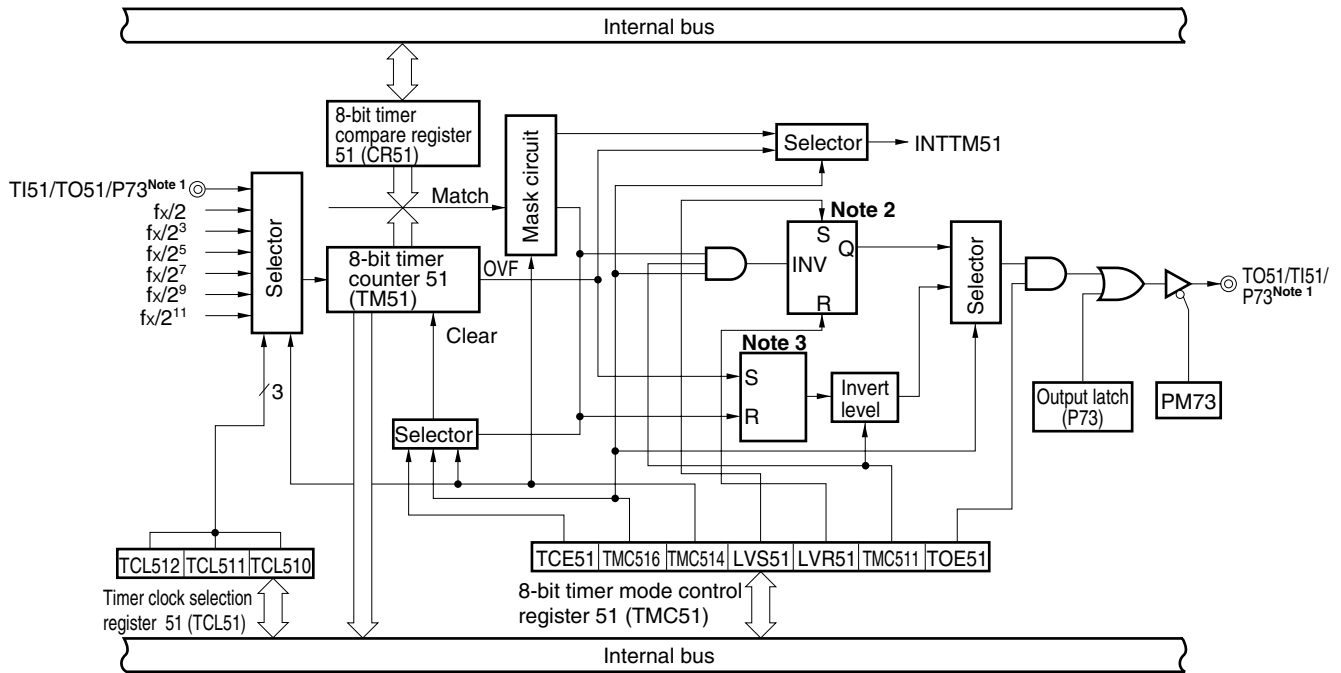 Internal bus
8-bit timer
compare register
51 (CR51)
Mask circuit
Selector
INTTM51
TI51/TO51/P73Note 1
fX/2
fX/2³
fX/2⁵
fX/2⁷
fX/2⁹
fX/2¹¹
Selector
Match
8-bit timer
counter 51
(TM51)
OVF
Clear
Note 2
S
Q
INV
R
Selector
TO51/TI51/
P73Note 1
Note 3
S
R
Invert
level
Output latch
(P73)
PM73
3
Selector
TCL512 TCL511 TCL510
Timer clock selection
register 51 (TCL51)
TCE51 TMC516 TMC514 LVS51 LVR51 TMC511 TOE51
8-bit timer mode control
register 51 (TMC51)
Internal bus